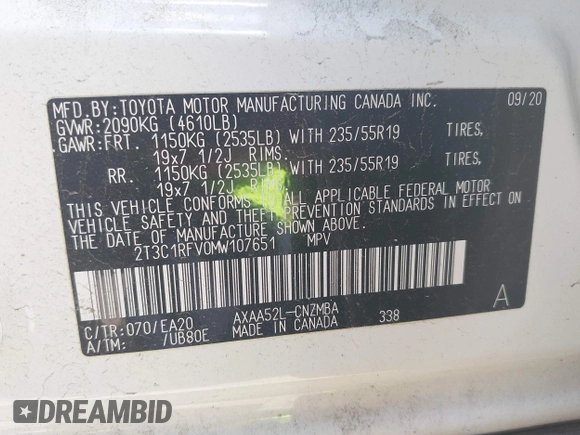 MFD.BY:TOYOTA MOTOR MANUFACTURING CANADA INC. 09/20
GVWR:2090KG (4610LB)
GAWR:FRT. 1150KG (2535LB) WITH 235/55R19 TIRES,
19x7 1/2J RIMS.
RR. 1150KG (2535LB) WITH 235/55R19 TIRES,
19x7 1/2J RIMS.
THIS VEHICLE CONFORMS TO ALL APPLICABLE FEDERAL MOTOR
VEHICLE SAFETY AND THEFT PREVENTION STANDARDS IN EFFECT ON
THE DATE OF MANUFACTURE SHOWN ABOVE.
2T3C1RFV0MW107651 MPV
C/TR:070/EA20 AXAA52L-CNZMBA 338 A
A/TM: /UB80E MADE IN CANADA
DREAMBID